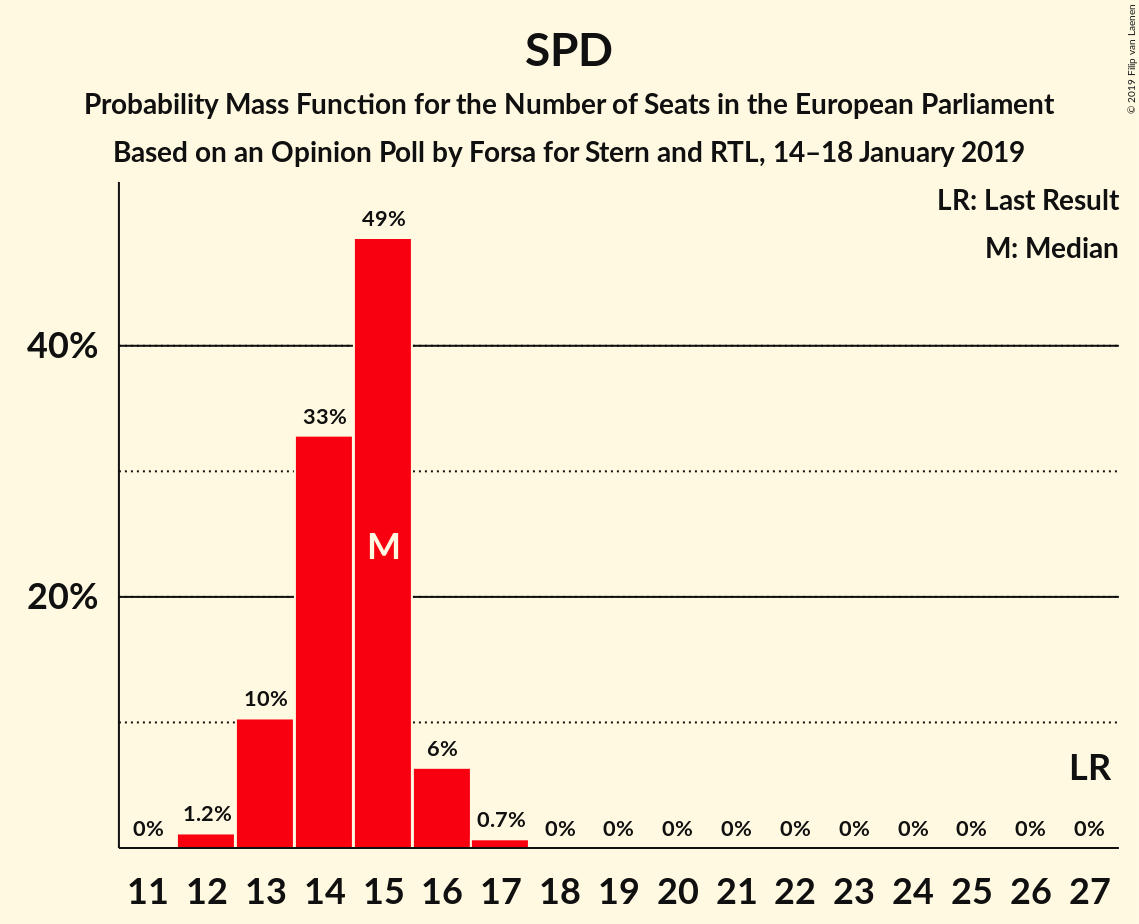 SPD
Probability Mass Function for the Number of Seats in the European Parliament
Based on an Opinion Poll by Forsa for Stern and RTL, 14–18 January 2019
© 2019 Filip van Laenen
LR: Last Result
M: Median
40%
20%
0%
1.2%
10%
33%
49%
6%
0.7%
0%
0%
0%
0%
0%
0%
0%
0%
0%
0%
M
LR
11 12 13 14 15 16 17 18 19 20 21 22 23 24 25 26 27